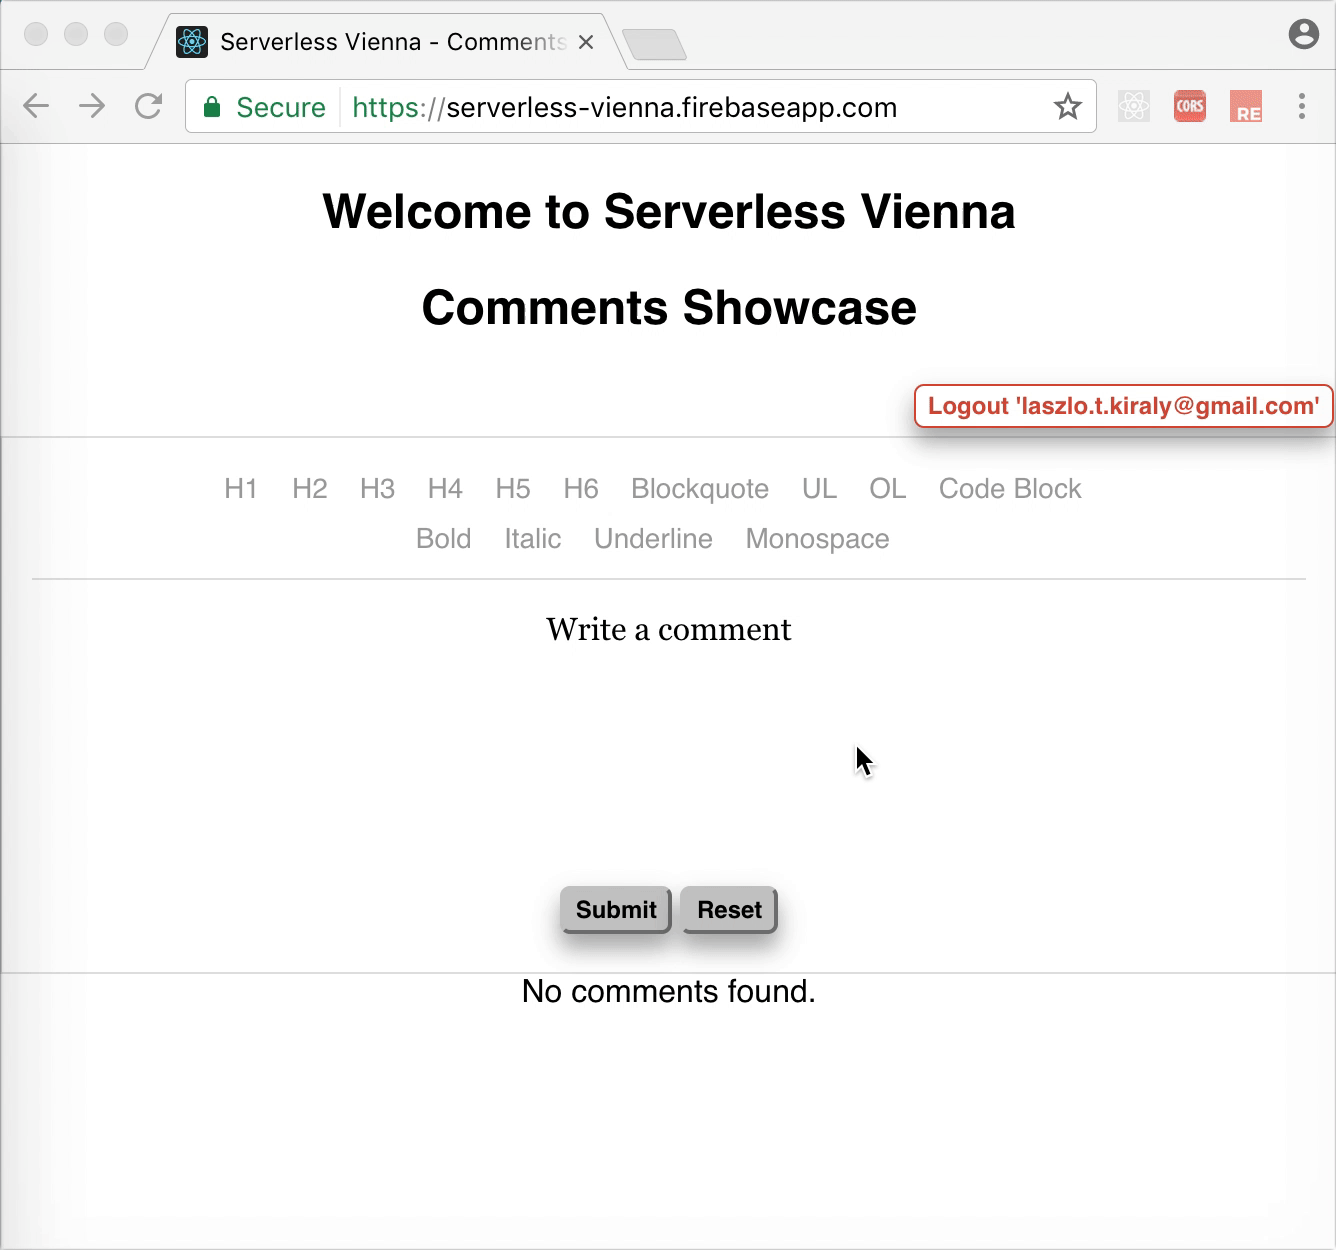 Serverless Vienna - Comments
Secure https://serverless-vienna.firebaseapp.com
CORS
RE
Welcome to Serverless Vienna
Comments Showcase
Logout 'laszlo.t.kiraly@gmail.com'
H1 H2 H3 H4 H5 H6 Blockquote UL OL Code Block
Bold Italic Underline Monospace
Write a comment
Submit Reset
No comments found.